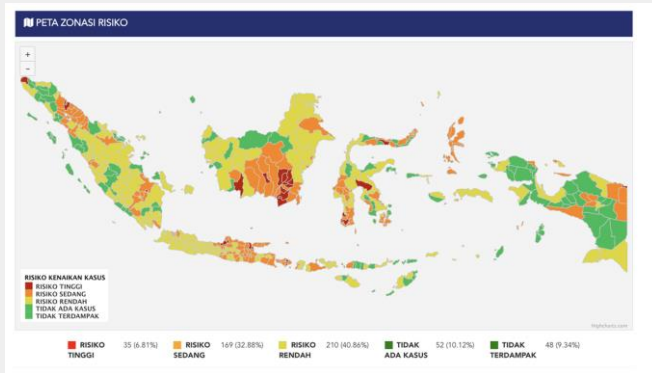 PETA ZONASI RISIKO
+
−
RISIKO KENAIKAN KASUS
RISIKO TINGGI
RISIKO SEDANG
RISIKO RENDAH
TIDAK ADA KASUS
TIDAK TERDAMPAK
Highcharts.com
RISIKO TINGGI 35 (6.81%) RISIKO SEDANG 169 (32.88%) RISIKO RENDAH 210 (40.86%) TIDAK ADA KASUS 52 (10.12%) TIDAK TERDAMPAK 48 (9.34%)